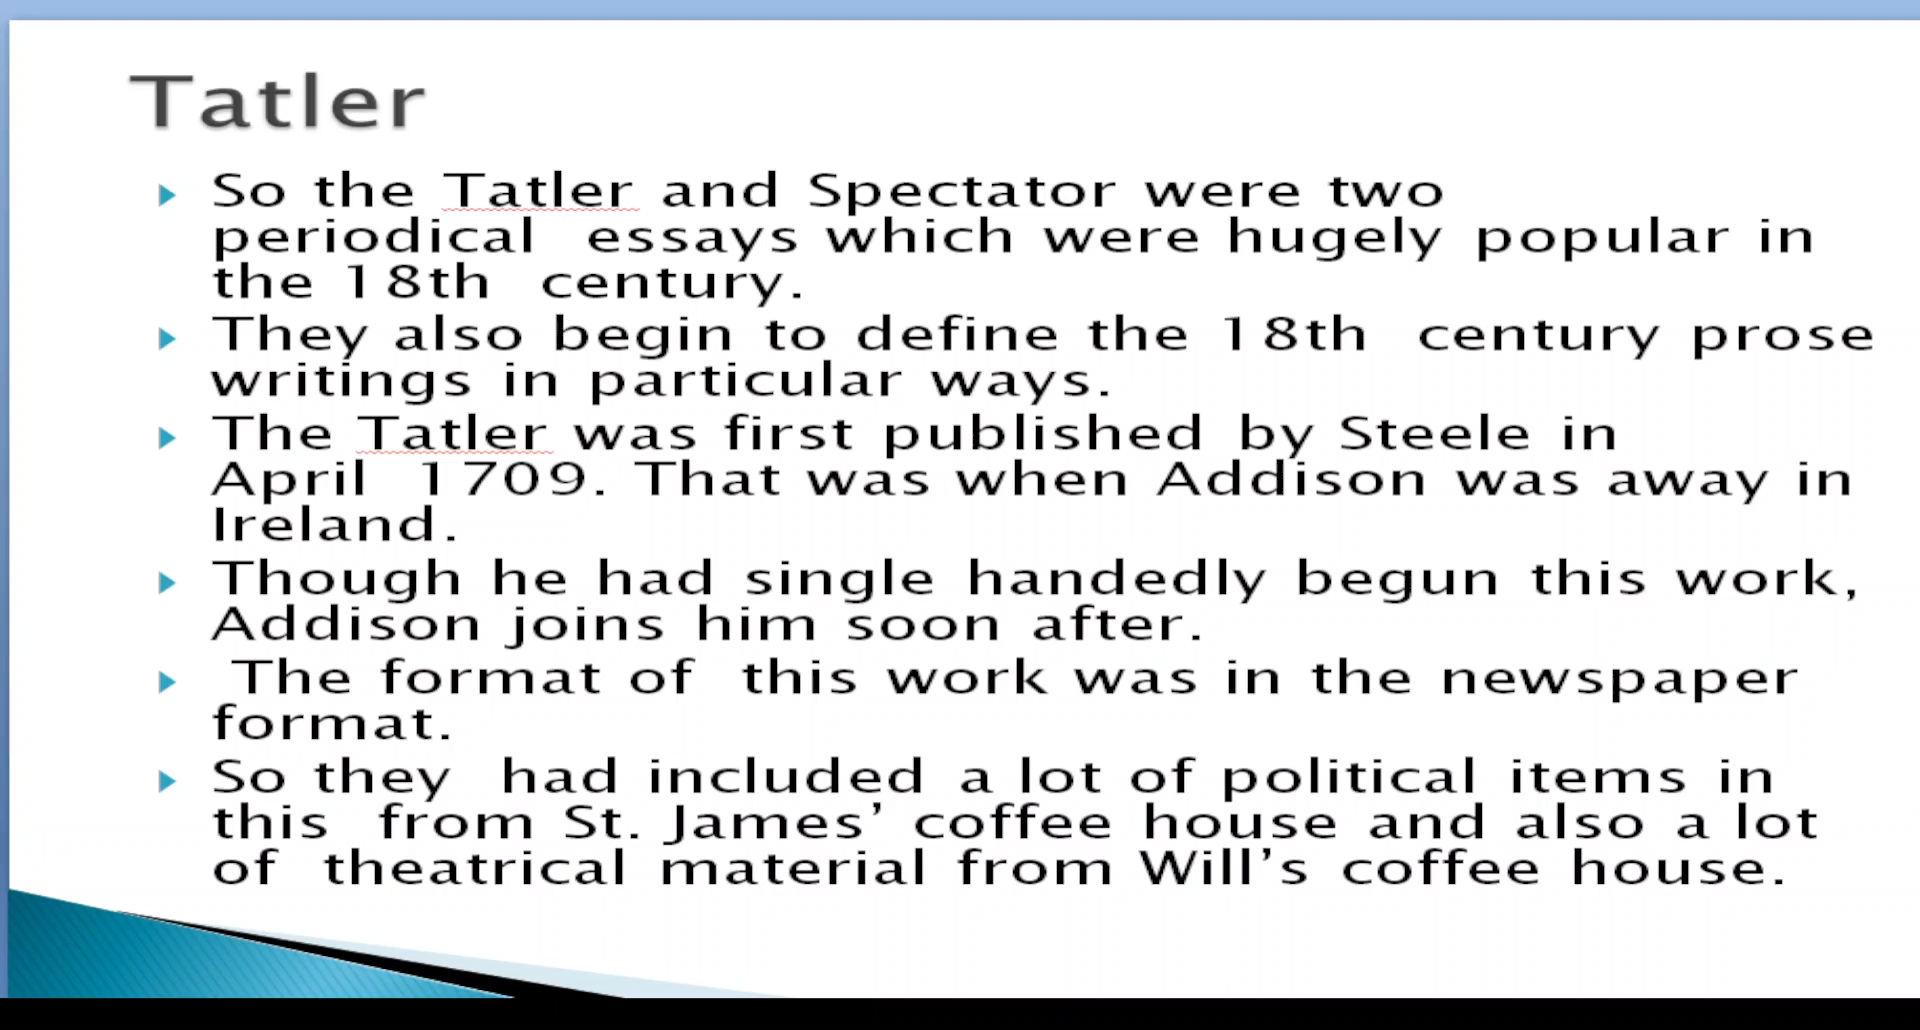 Tatler
So the Tatler and Spectator were two
periodical essays which were hugely popular in
the 18th century.
They also begin to define the 18th century prose
writings in particular ways.
The Tatler was first published by Steele in
April 1709. That was when Addison was away in
Ireland.
Though he had single handedly begun this work,
Addison joins him soon after.
The format of this work was in the newspaper
format.
So they had included a lot of political items in
this from St. James’ coffee house and also a lot
of theatrical material from Will’s coffee house.